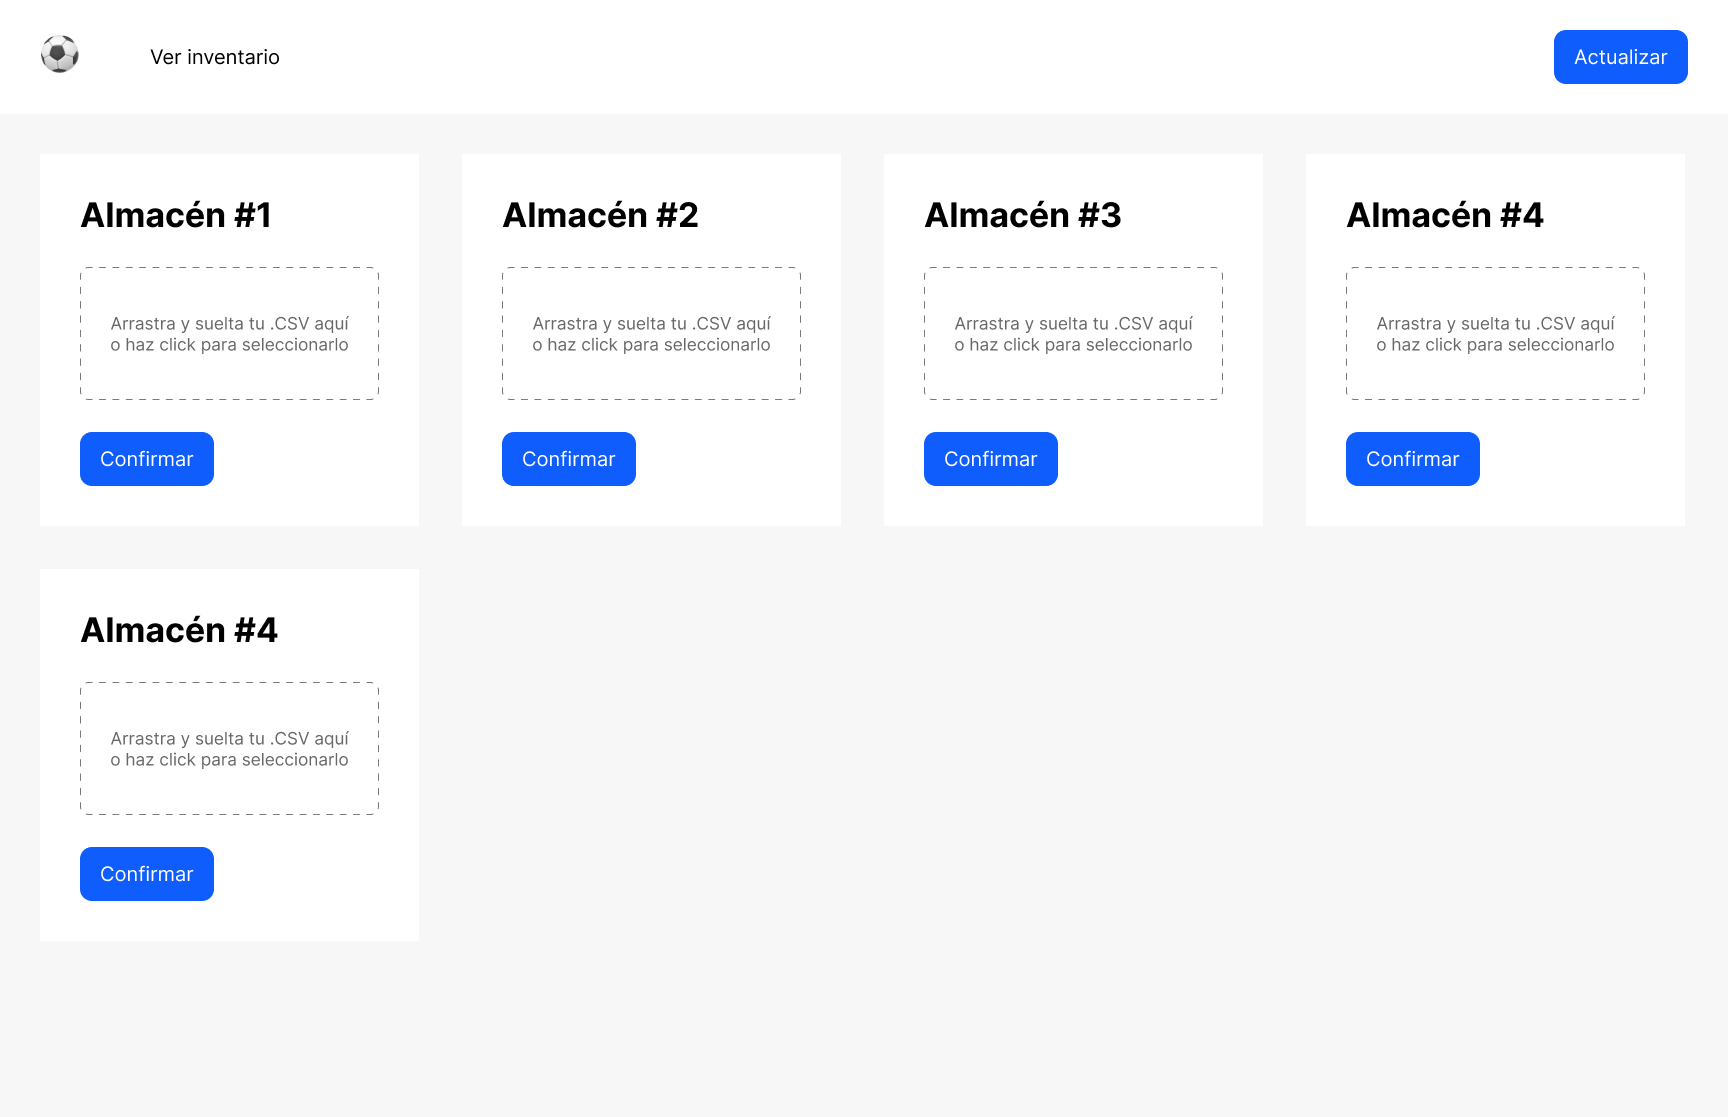 Ver inventario
Actualizar
Almacén #1
Arrastra y suelta tu .CSV aquí
o haz click para seleccionarlo
Confirmar
Almacén #2
Arrastra y suelta tu .CSV aquí
o haz click para seleccionarlo
Confirmar
Almacén #3
Arrastra y suelta tu .CSV aquí
o haz click para seleccionarlo
Confirmar
Almacén #4
Arrastra y suelta tu .CSV aquí
o haz click para seleccionarlo
Confirmar
Almacén #4
Arrastra y suelta tu .CSV aquí
o haz click para seleccionarlo
Confirmar